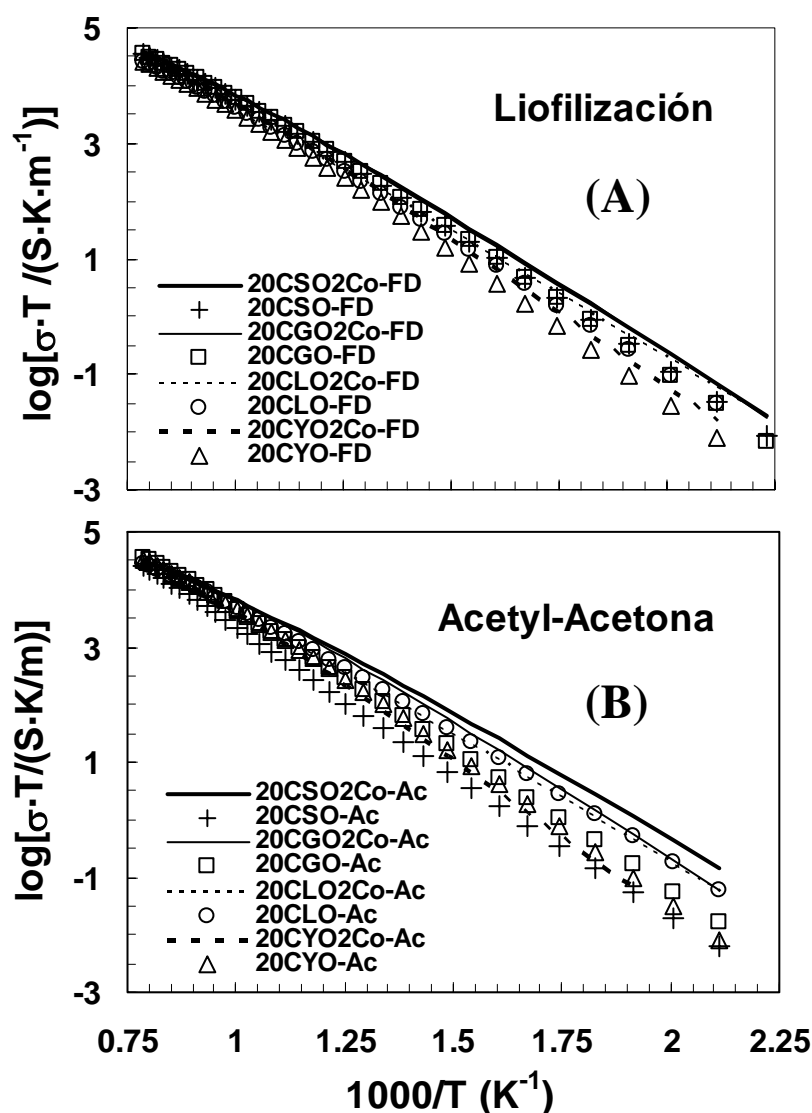 5
3
1
-1
-3
log[σ·T /(S·K·m⁻¹)]
Liofilización
(A)
20CSO2Co-FD
20CSO-FD
20CGO2Co-FD
20CGO-FD
20CLO2Co-FD
20CLO-FD
20CYO2Co-FD
20CYO-FD
5
3
1
-1
-3
log[σ·T/(S·K/m)]
Acetyl-Acetona
(B)
20CSO2Co-Ac
20CSO-Ac
20CGO2Co-Ac
20CGO-Ac
20CLO2Co-Ac
20CLO-Ac
20CYO2Co-Ac
20CYO-Ac
0.75 1 1.25 1.5 1.75 2 2.25
1000/T (K⁻¹)